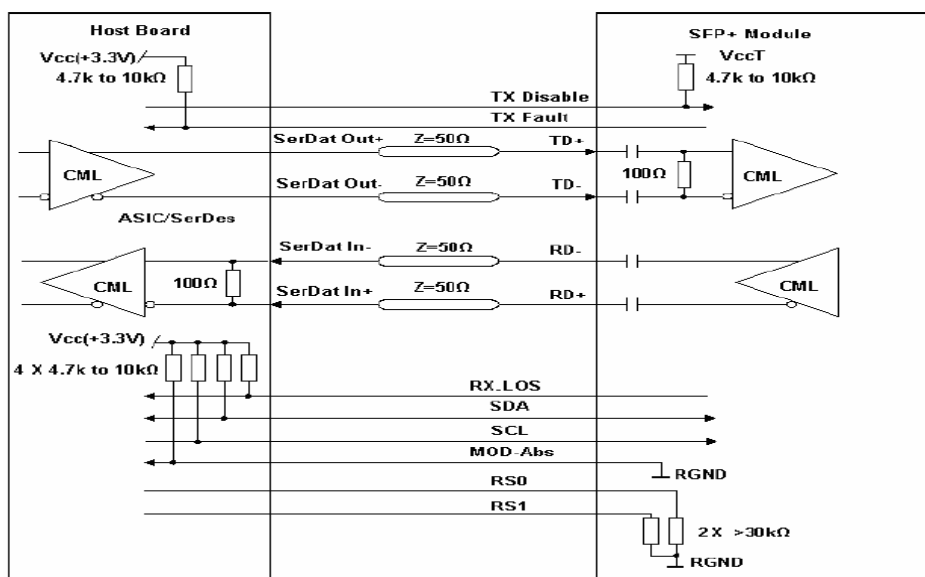 Host Board
SFP+ Module
Vcc(+3.3V)
4.7k to 10kΩ
VccT
4.7k to 10kΩ
TX Disable
TX Fault
SerDat Out+
Z=50Ω
TD+
CML
100Ω
CML
SerDat Out-
Z=50Ω
TD-
ASIC/SerDes
SerDat In-
Z=50Ω
RD-
CML
100Ω
SerDat In+
Z=50Ω
RD+
CML
Vcc(+3.3V)
4 X 4.7k to 10kΩ
RX_LOS
SDA
SCL
MOD-Abs
RGND
RS0
RS1
2 X >30kΩ
RGND